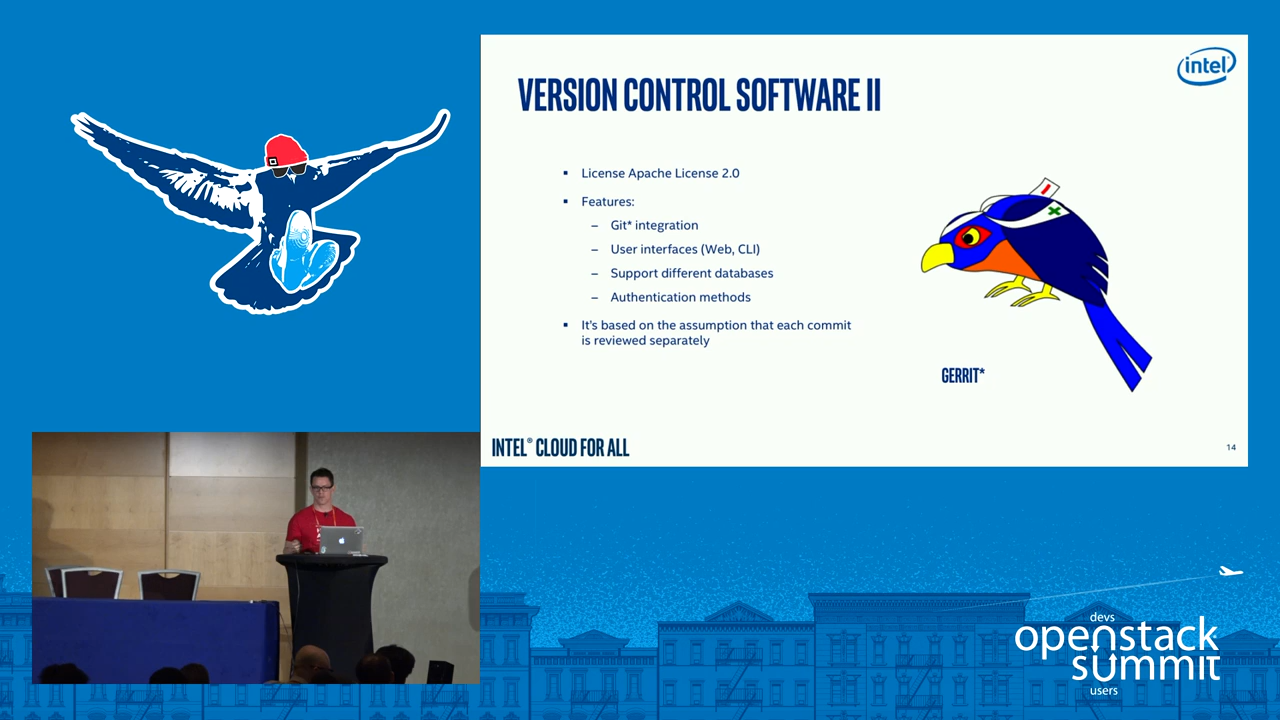 VERSION CONTROL SOFTWARE II
intel
License Apache License 2.0
Features:
Git* integration
User interfaces (Web, CLI)
Support different databases
Authentication methods
It's based on the assumption that each commit
is reviewed separately
GERRIT*
INTEL® CLOUD FOR ALL
14
devs
openstack
summit
users